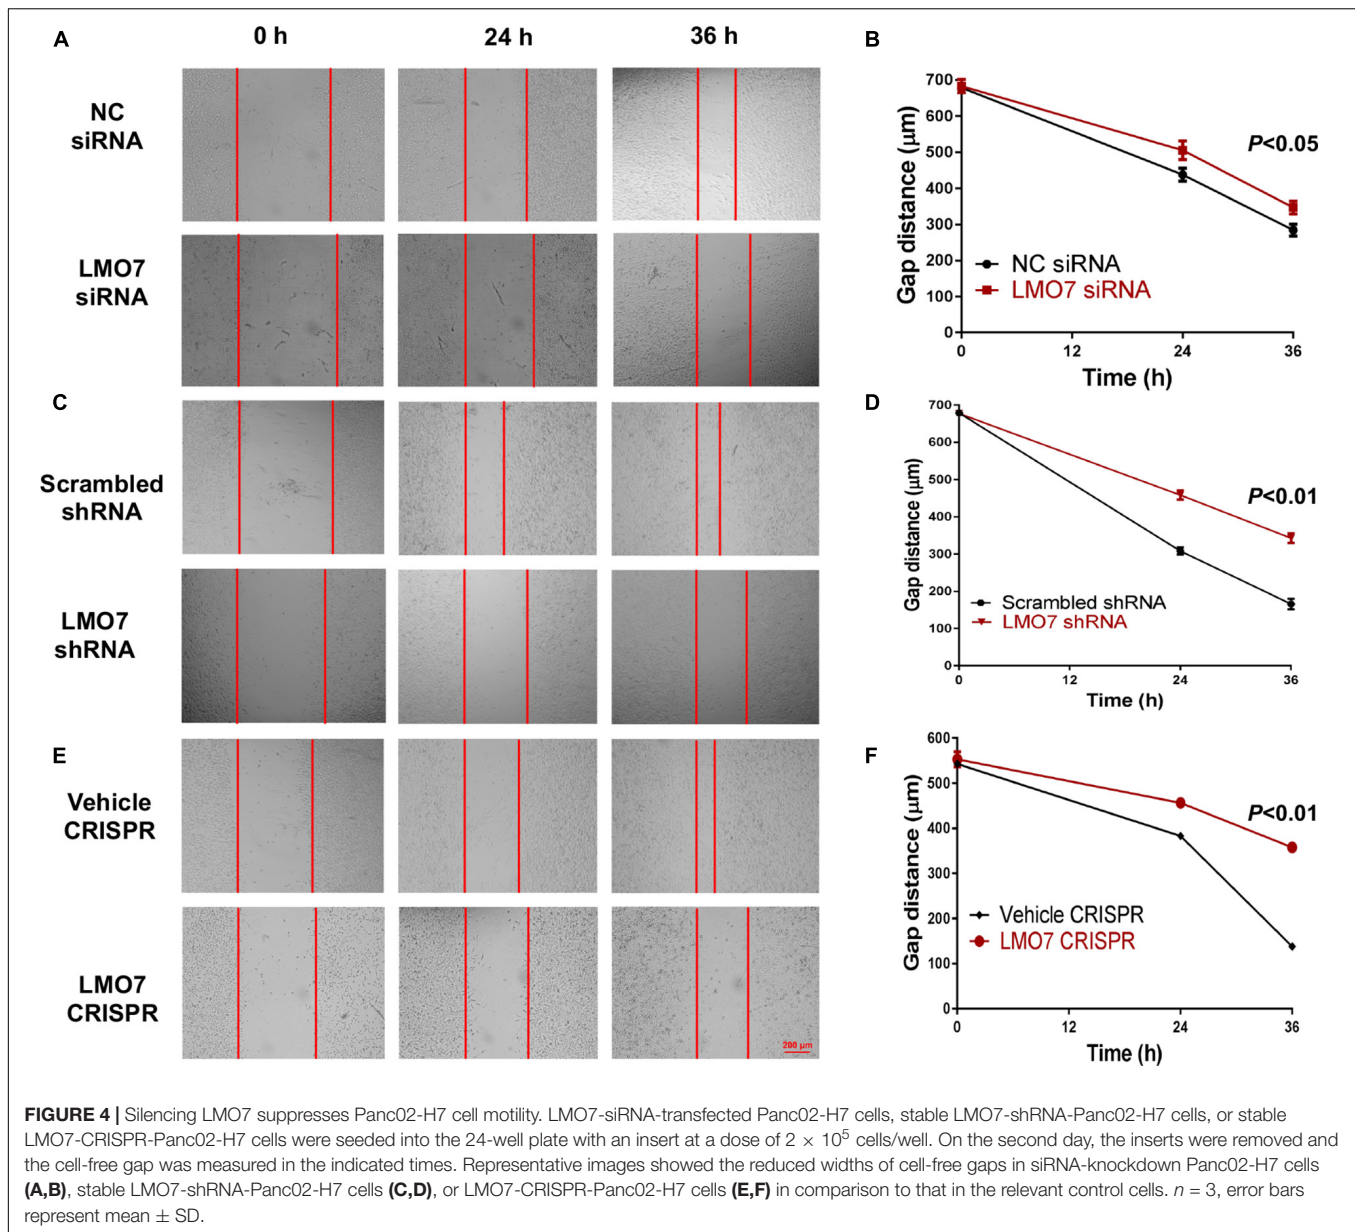 A
0 h
24 h
36 h
NC
siRNA
LMO7
siRNA
B
700
600
500
400
300
200
100
0
Gap distance (μm)
P<0.05
NC siRNA
LMO7 siRNA
0
12
24
36
Time (h)
C
Scrambled
shRNA
LMO7
shRNA
D
700
600
500
400
300
200
100
0
Gap distance (μm)
P<0.01
Scrambled shRNA
LMO7 shRNA
0
12
24
36
Time (h)
E
Vehicle
CRISPR
LMO7
CRISPR
200 μm
F
600
500
400
300
200
100
0
Gap distance (μm)
P<0.01
Vehicle CRISPR
LMO7 CRISPR
0
12
24
36
Time (h)
FIGURE 4 | Silencing LMO7 suppresses Panc02-H7 cell motility. LMO7-siRNA-transfected Panc02-H7 cells, stable LMO7-shRNA-Panc02-H7 cells, or stable
LMO7-CRISPR-Panc02-H7 cells were seeded into the 24-well plate with an insert at a dose of 2 × 10⁵ cells/well. On the second day, the inserts were removed and
the cell-free gap was measured in the indicated times. Representative images showed the reduced widths of cell-free gaps in siRNA-knockdown Panc02-H7 cells
(A,B), stable LMO7-shRNA-Panc02-H7 cells (C,D), or LMO7-CRISPR-Panc02-H7 cells (E,F) in comparison to that in the relevant control cells. n = 3, error bars
represent mean ± SD.